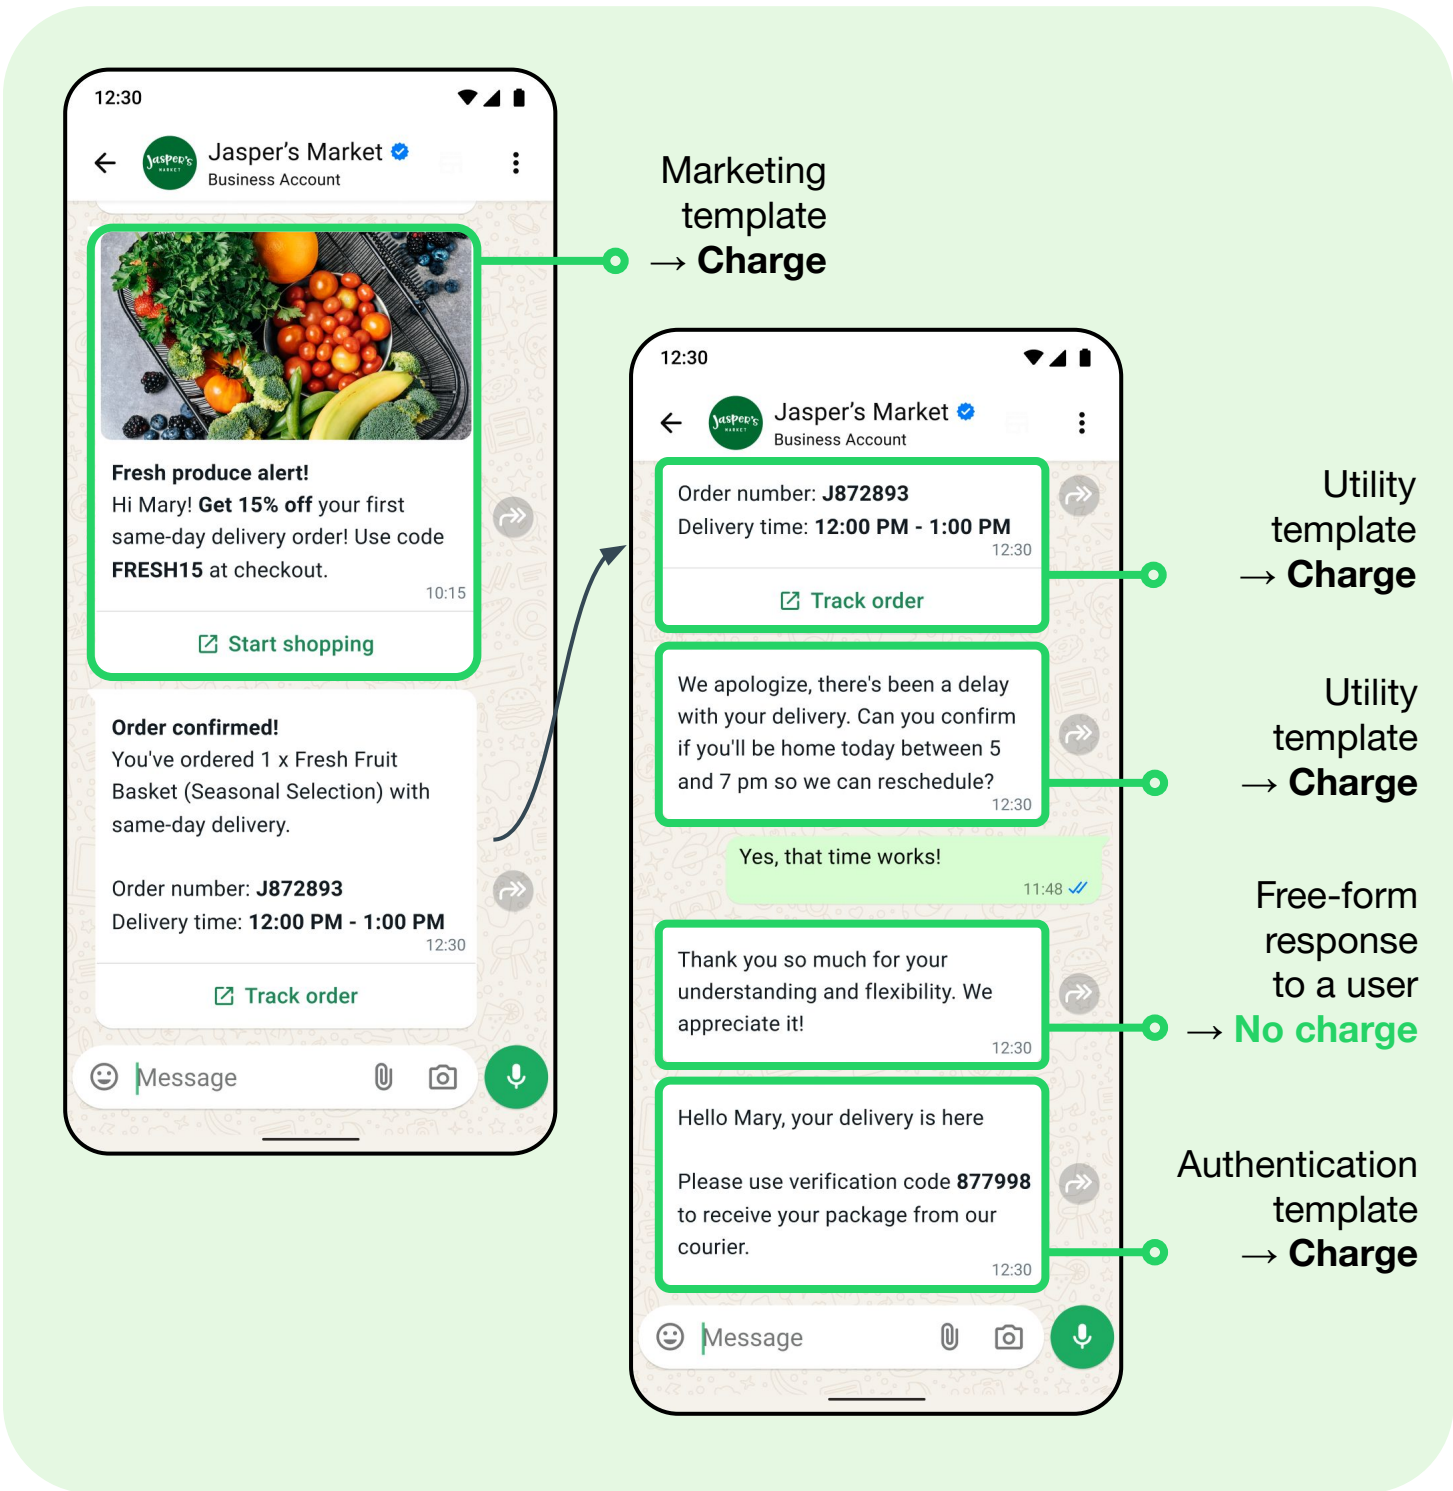 12:30
Jasper's
MARKET
Jasper's Market
Business Account
Fresh produce alert!
Hi Mary! Get 15% off your first
same-day delivery order! Use code
FRESH15 at checkout.
10:15
Start shopping
Order confirmed!
You've ordered 1 x Fresh Fruit
Basket (Seasonal Selection) with
same-day delivery.
Order number: J872893
Delivery time: 12:00 PM - 1:00 PM
12:30
Track order
Message
Marketing
template
→ Charge
12:30
Jasper's
MARKET
Jasper's Market
Business Account
Order number: J872893
Delivery time: 12:00 PM - 1:00 PM
12:30
Track order
Utility
template
→ Charge
We apologize, there's been a delay
with your delivery. Can you confirm
if you'll be home today between 5
and 7 pm so we can reschedule?
12:30
Utility
template
→ Charge
Yes, that time works!
11:48
Thank you so much for your
understanding and flexibility. We
appreciate it!
12:30
Free-form
response
to a user
→ No charge
Hello Mary, your delivery is here
Please use verification code 877998
to receive your package from our
courier.
12:30
Authentication
template
→ Charge
Message